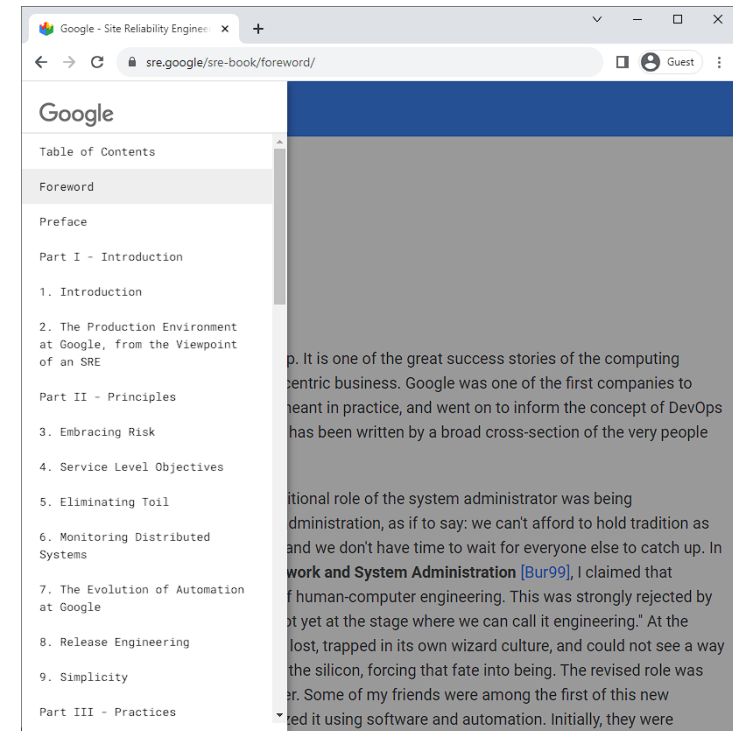 Google - Site Reliability Enginee
sre.google/sre-book/foreword/
Guest
Google
Table of Contents
Foreword
Preface
Part I - Introduction
1. Introduction
2. The Production Environment
at Google, from the Viewpoint
of an SRE
Part II - Principles
3. Embracing Risk
4. Service Level Objectives
5. Eliminating Toil
6. Monitoring Distributed
Systems
7. The Evolution of Automation
at Google
8. Release Engineering
9. Simplicity
Part III - Practices
p. It is one of the great success stories of the computing
centric business. Google was one of the first companies to
meant in practice, and went on to inform the concept of DevOps
has been written by a broad cross-section of the very people
itional role of the system administrator was being
dministration, as if to say: we can't afford to hold tradition as
and we don't have time to wait for everyone else to catch up. In
work and System Administration [Bur99], I claimed that
f human-computer engineering. This was strongly rejected by
ot yet at the stage where we can call it engineering." At the
lost, trapped in its own wizard culture, and could not see a way
the silicon, forcing that fate into being. The revised role was
er. Some of my friends were among the first of this new
zed it using software and automation. Initially, they were